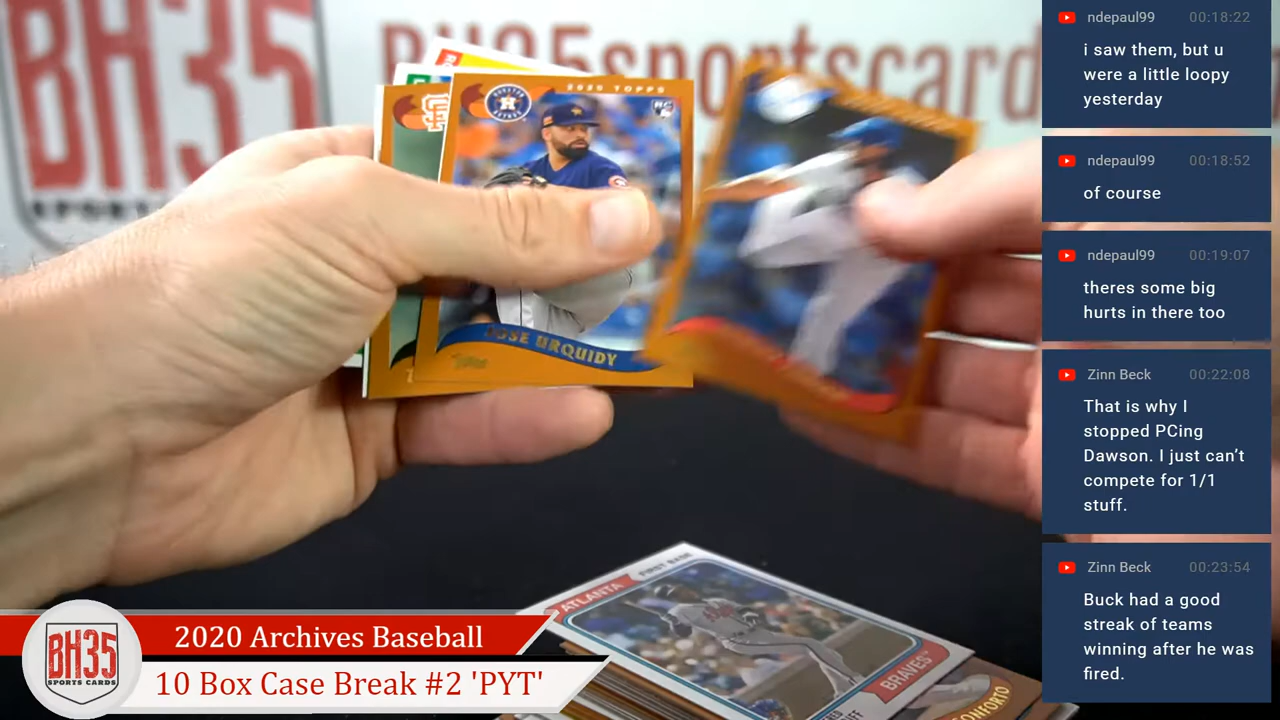 BH35
SPORTS
BH35sportscard
2020 TOPPS
RC
JOSE URQUIDY
Topps
ATLANTA
FIRST BASE
BRAVES
CONFORTO
BH35
SPORTS CARDS
2020 Archives Baseball
10 Box Case Break #2 'PYT'
ndepaul99 00:18:22
i saw them, but u
were a little loopy
yesterday
ndepaul99 00:18:52
of course
ndepaul99 00:19:07
theres some big
hurts in there too
Zinn Beck 00:22:08
That is why I
stopped PCing
Dawson. I just can't
compete for 1/1
stuff.
Zinn Beck 00:23:54
Buck had a good
streak of teams
winning after he was
fired.